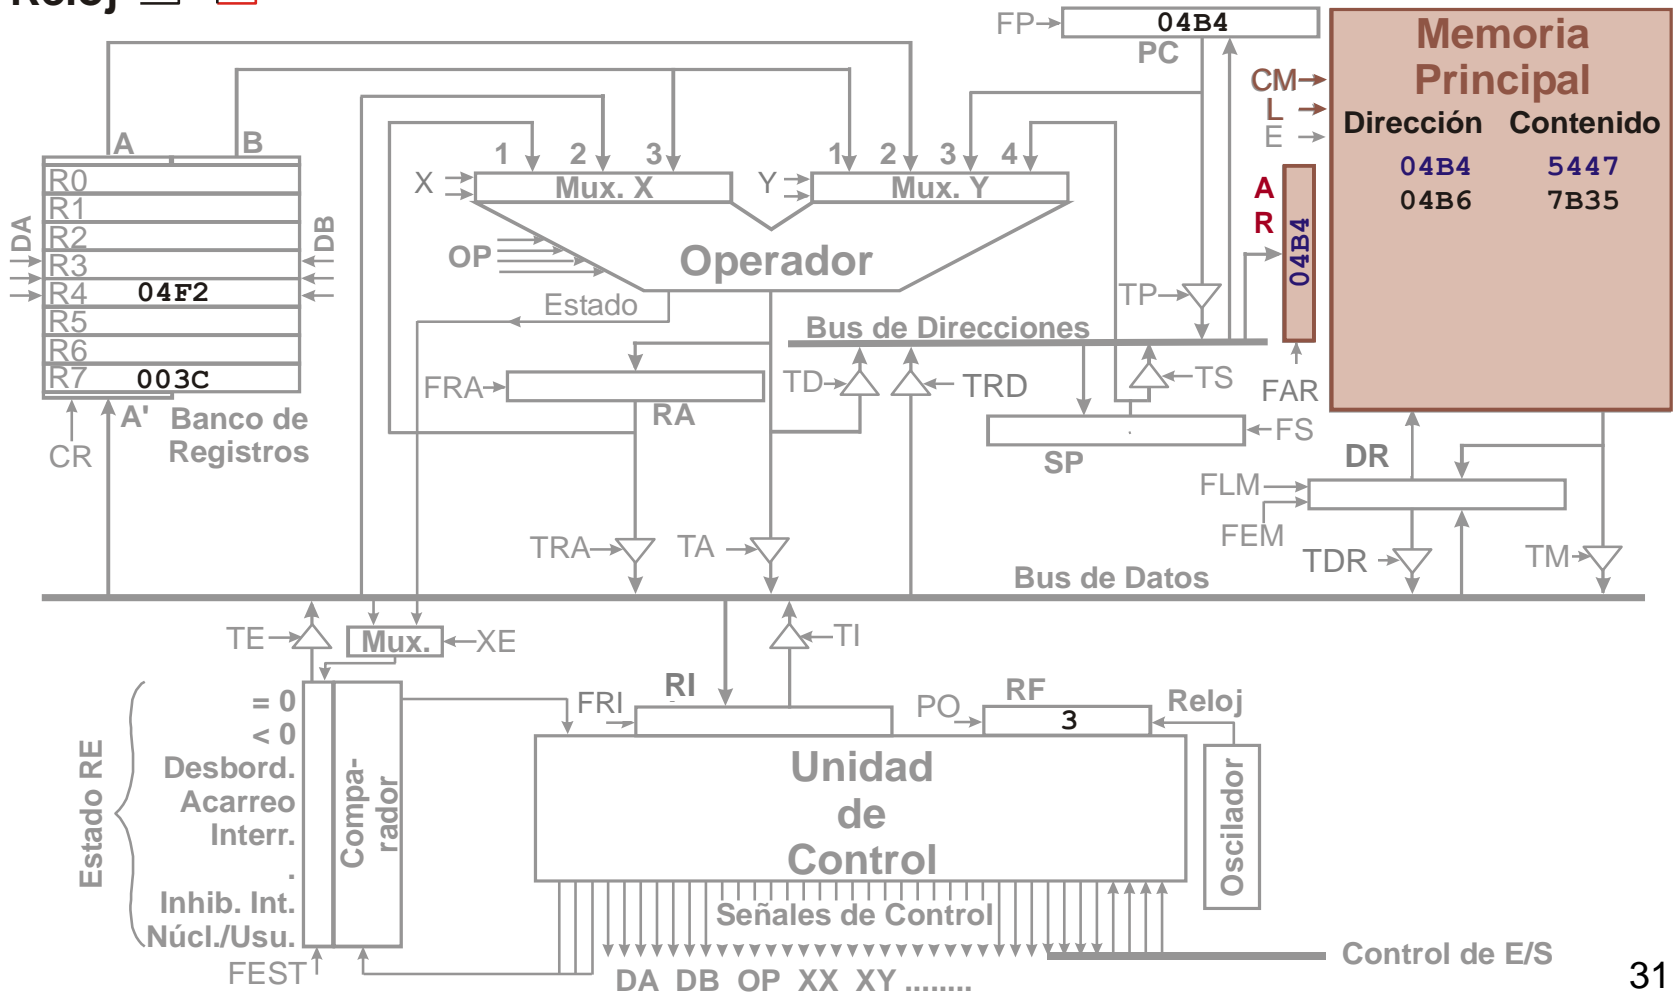 Reloj
FP
04B4
PC
Memoria
Principal
CM
L
E
Dirección Contenido
04B4 5447
04B6 7B35
A
R
04B4
FAR
A B
R0
R1
R2
R3
R4 04F2
R5
R6
R7 003C
DA
DB
A'
Banco de
Registros
CR
1 2 3
X
Mux. X
1 2 3 4
Y
Mux. Y
OP
Operador
Estado
TP
Bus de Direcciones
FRA
RA
TD
TRD
TS
FS
SP
DR
FLM
FEM
TRA
TA
TDR
TM
Bus de Datos
TE
Mux.
XE
TI
RI
FRI
PO
RF
3
Reloj
Estado RE
= 0
< 0
Desbord.
Acarreo
Interr.
.
Inhib. Int.
Núcl./Usu.
Compa-
rador
FEST
Unidad
de
Control
Oscilador
Señales de Control
DA DB OP XX XY ........
Control de E/S
31